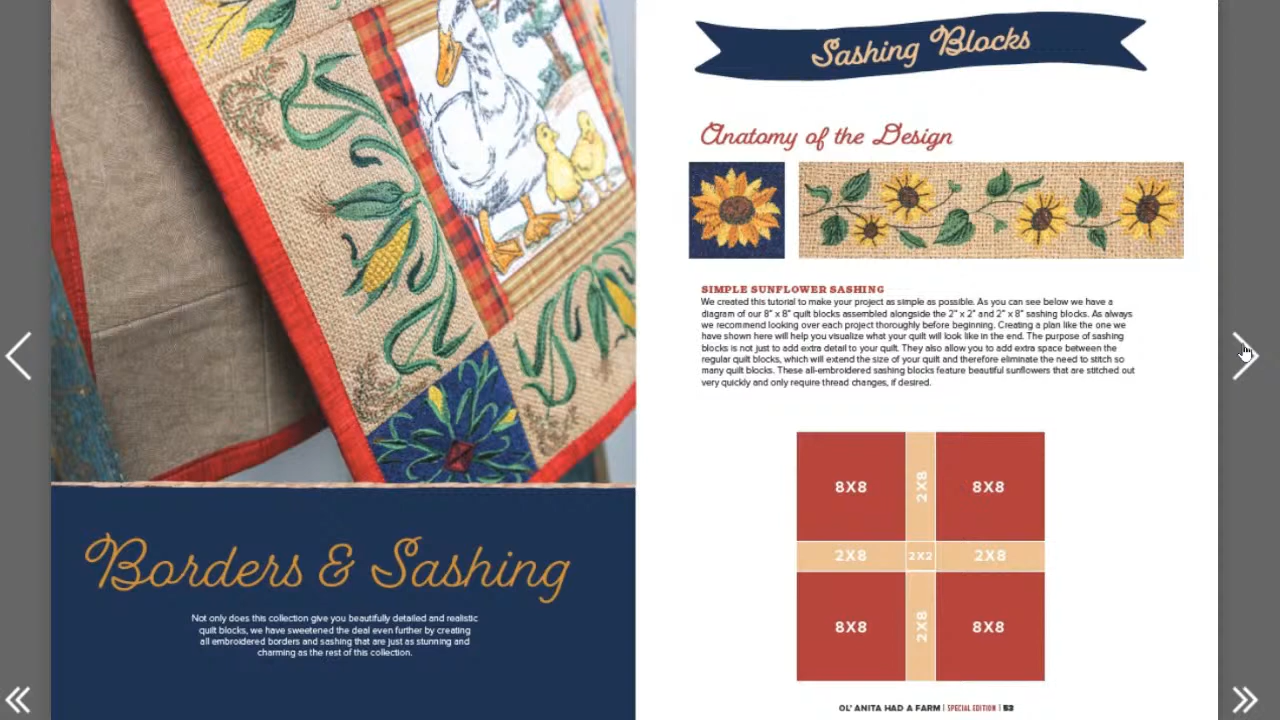 Borders & Sashing
Not only does this collection give you beautifully detailed and realistic
quilt blocks, we have sweetened the deal even further by creating
all embroidered borders and sashing that are just as stunning and
charming as the rest of this collection.
Sashing Blocks
Anatomy of the Design
SIMPLE SUNFLOWER SASHING
We created this tutorial to make your project as simple as possible. As you can see below we have a
diagram of our 8" x 8" quilt blocks assembled alongside the 2" x 2" and 2" x 8" sashing blocks. As always
we recommend looking over each project thoroughly before beginning. Creating a plan like the one we
have shown here will help you visualize what your quilt will look like in the end. The purpose of sashing
blocks is not just to add extra detail to your quilt. They also allow you to add extra space between the
regular quilt blocks, which will extend the size of your quilt and therefore eliminate the need to stitch so
many quilt blocks. These all-embroidered sashing blocks feature beautiful sunflowers that are stitched out
very quickly and only require thread changes, if desired.
8X8
2X8
8X8
2X8
2X2
2X8
8X8
2X8
8X8
OL' ANITA HAD A FARM | SPECIAL EDITION | 53